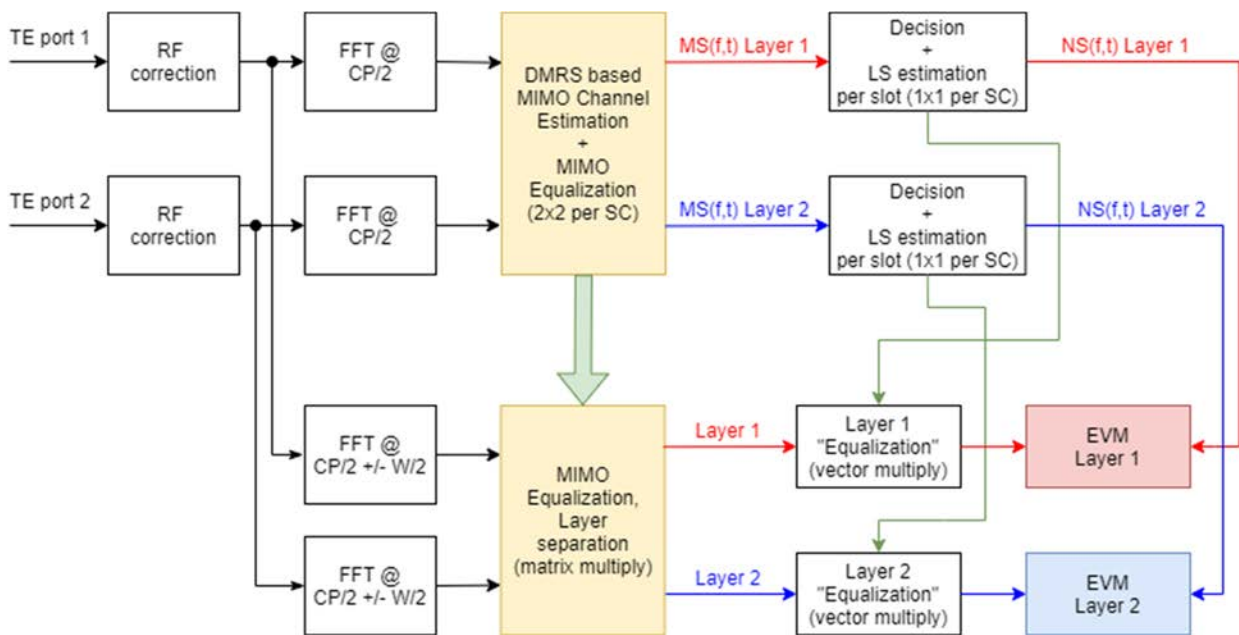 TE port 1
RF
correction
FFT @
CP/2
DMRS based
MIMO Channel
Estimation
+
MIMO
Equalization
(2x2 per SC)
MS(f,t) Layer 1
Decision
+
LS estimation
per slot (1x1 per SC)
NS(f,t) Layer 1
TE port 2
RF
correction
FFT @
CP/2
MS(f,t) Layer 2
Decision
+
LS estimation
per slot (1x1 per SC)
NS(f,t) Layer 2
FFT @
CP/2 +/- W/2
MIMO
Equalization,
Layer
separation
(matrix multiply)
Layer 1
Layer 1
"Equalization"
(vector multiply)
EVM
Layer 1
FFT @
CP/2 +/- W/2
Layer 2
Layer 2
"Equalization"
(vector multiply)
EVM
Layer 2